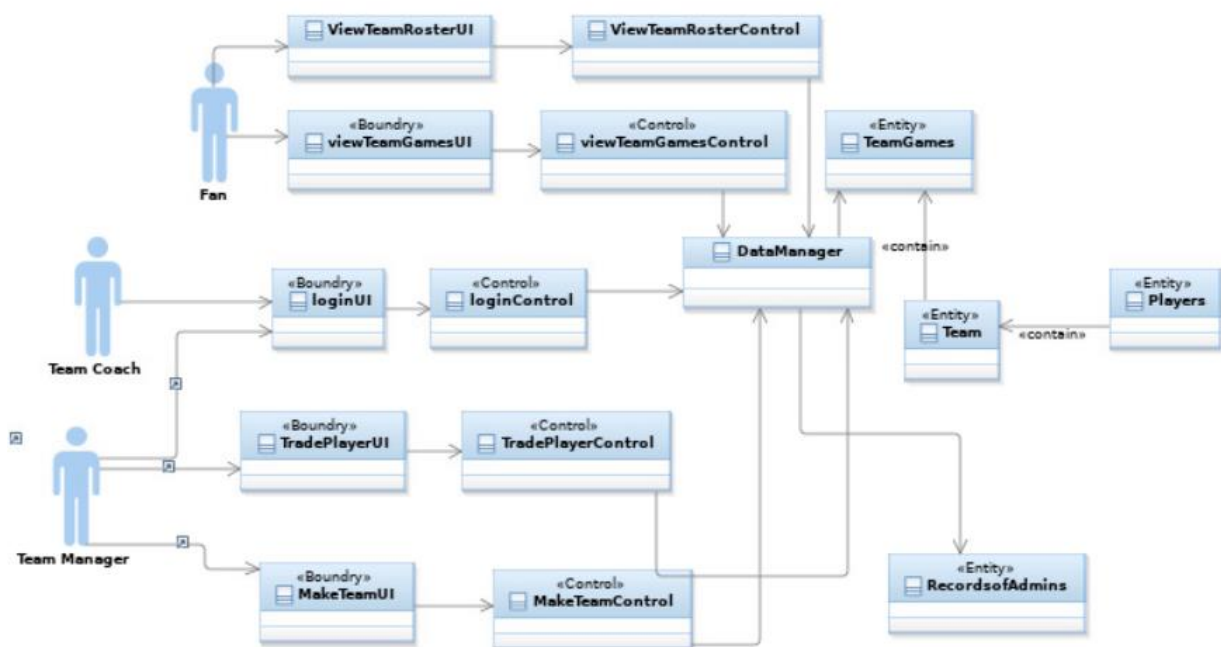 ViewTeamRosterUI
ViewTeamRosterControl
«Boundry»
viewTeamGamesUI
«Control»
viewTeamGamesControl
«Entity»
TeamGames
Fan
DataManager
«contain»
«Boundry»
loginUI
«Control»
loginControl
«Entity»
Players
«Entity»
Team
«contain»
Team Coach
«Boundry»
TradePlayerUI
«Control»
TradePlayerControl
Team Manager
«Boundry»
MakeTeamUI
«Control»
MakeTeamControl
«Entity»
RecordsofAdmins